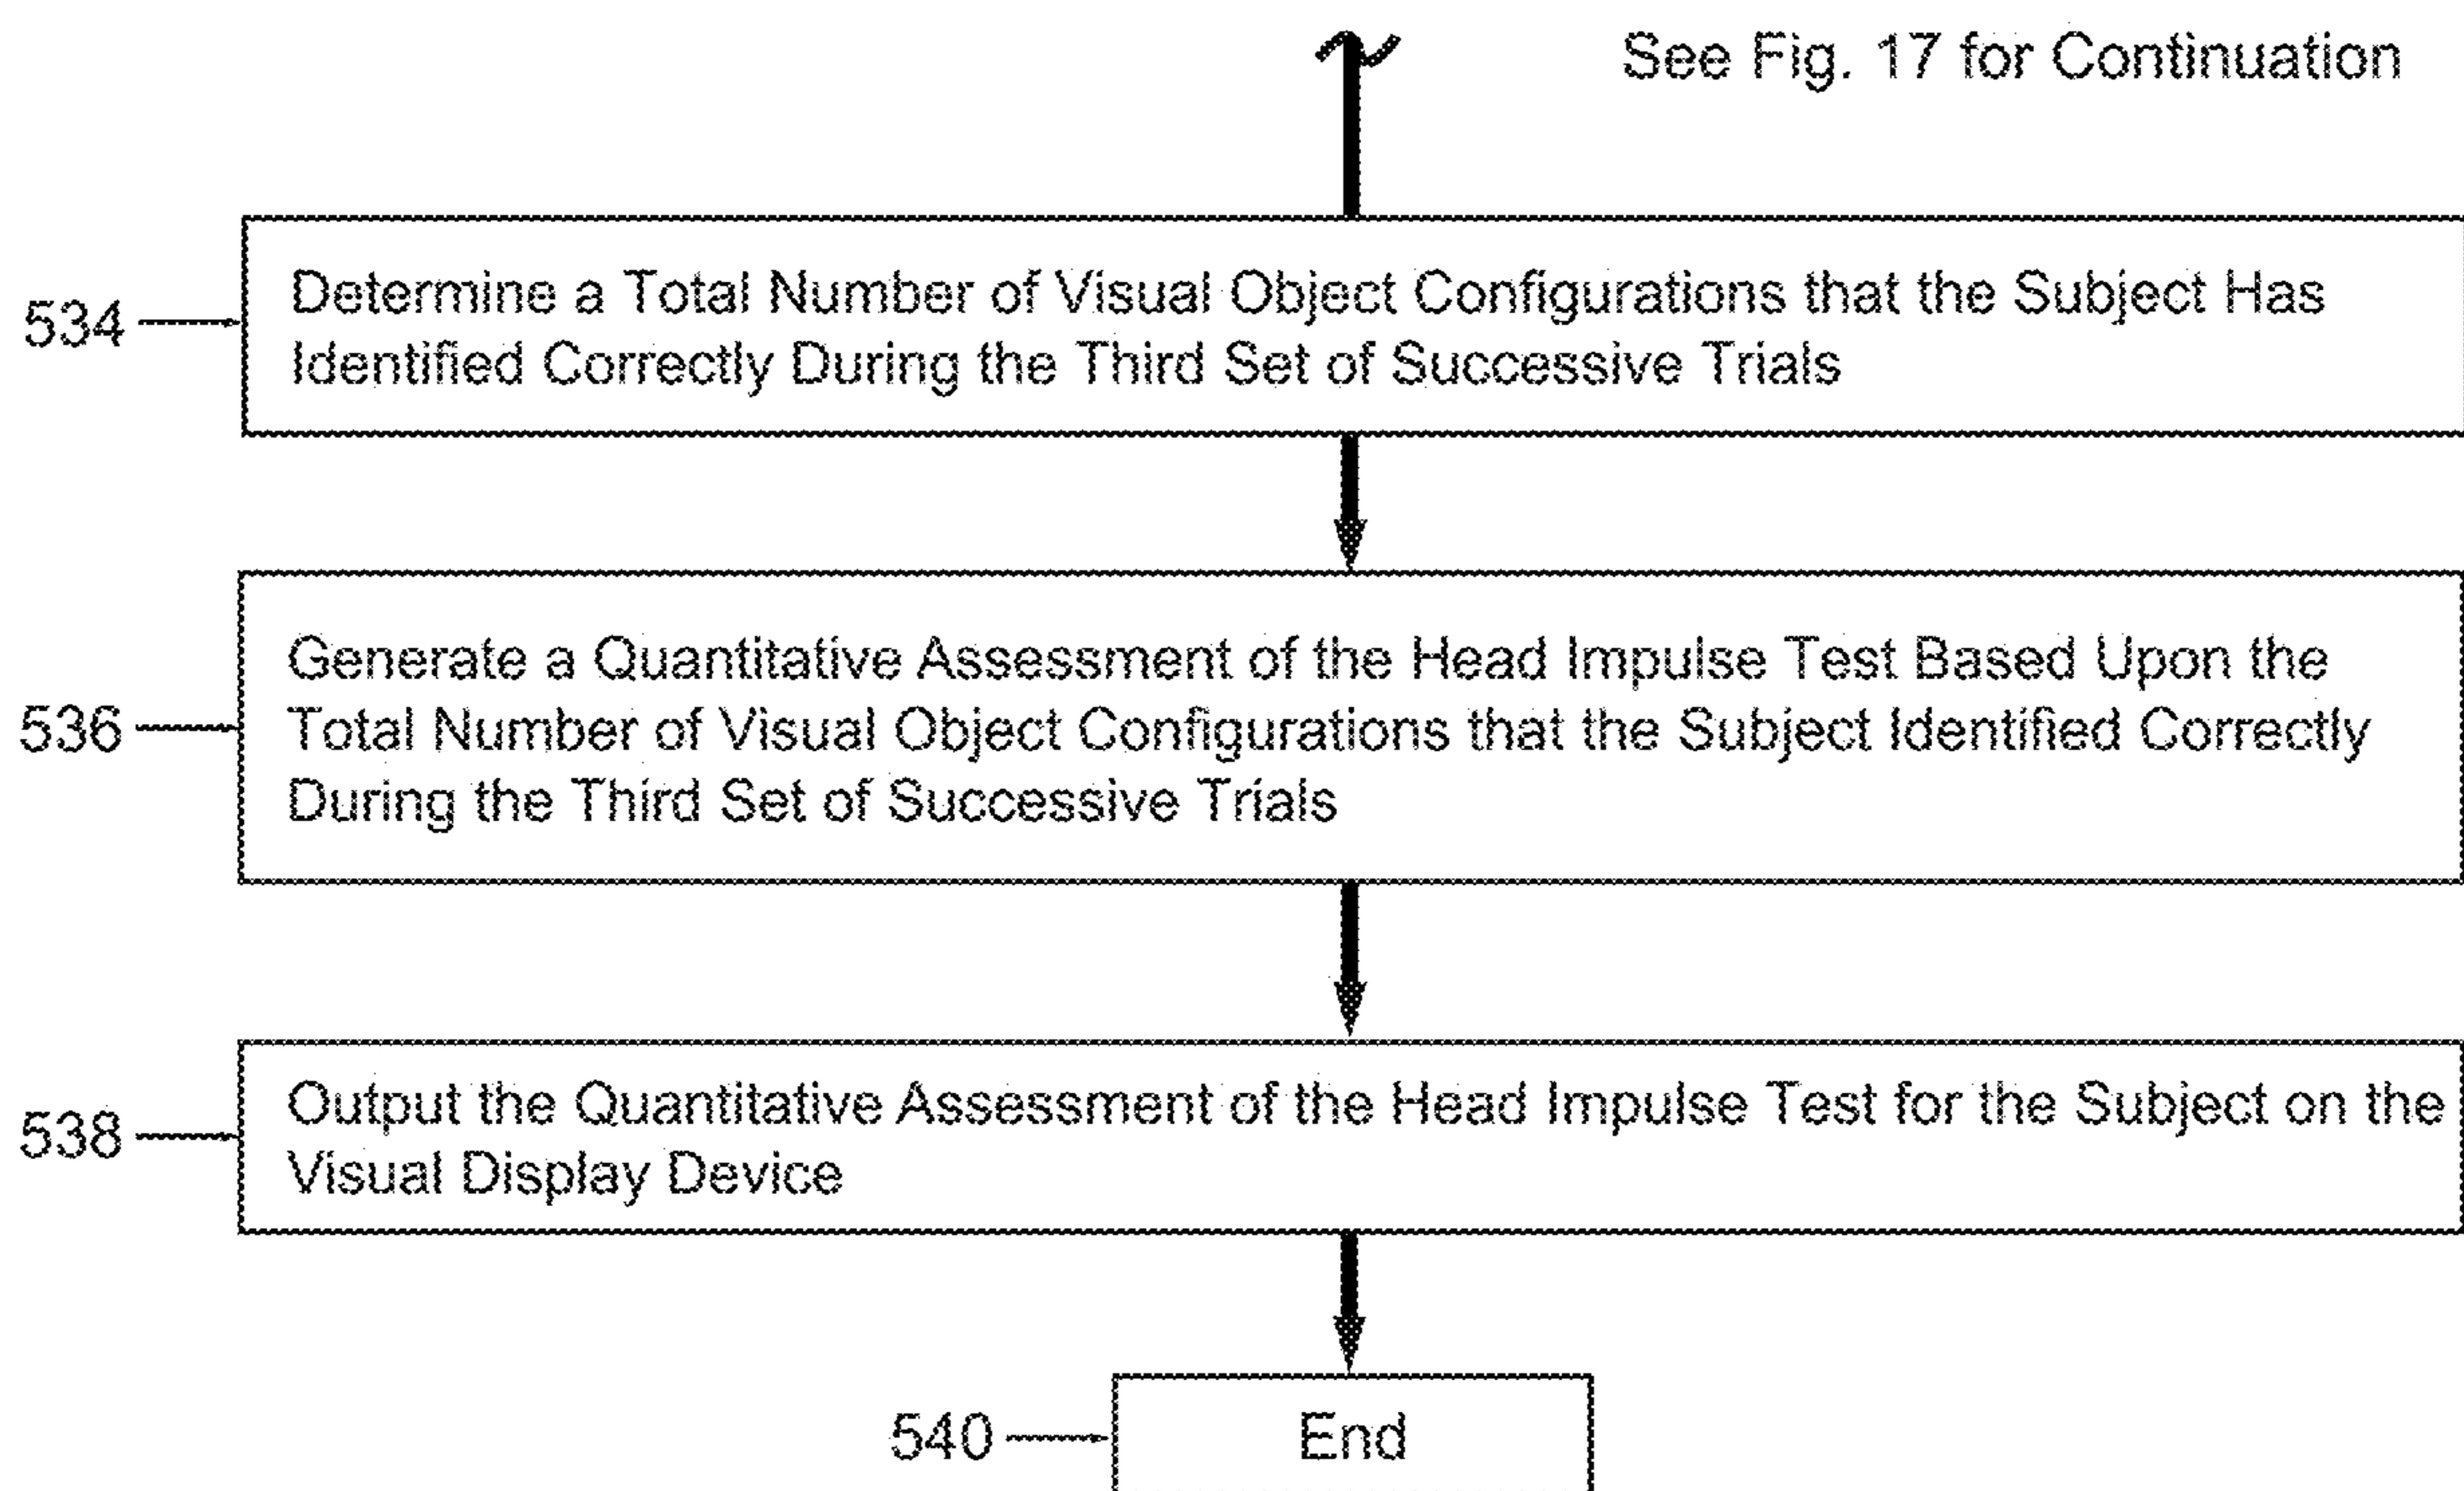 See Fig. 17 for Continuation
534
Determine a Total Number of Visual Object Configurations that the Subject Has
Identified Correctly During the Third Set of Successive Trials
536
Generate a Quantitative Assessment of the Head Impulse Test Based Upon the
Total Number of Visual Object Configurations that the Subject Identified Correctly
During the Third Set of Successive Trials
538
Output the Quantitative Assessment of the Head Impulse Test for the Subject on the
Visual Display Device
540
End